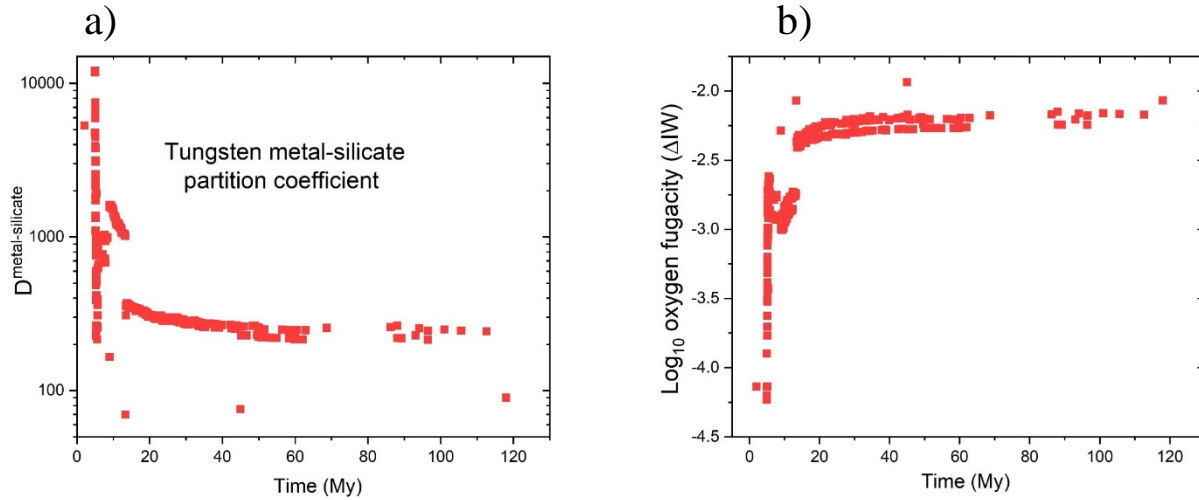 a)
10000
1000
100
D^metal-silicate
Tungsten metal-silicate
partition coefficient
0 20 40 60 80 100 120
Time (My)
b)
-2.0
-2.5
-3.0
-3.5
-4.0
-4.5
Log₁₀ oxygen fugacity (ΔIW)
0 20 40 60 80 100 120
Time (My)